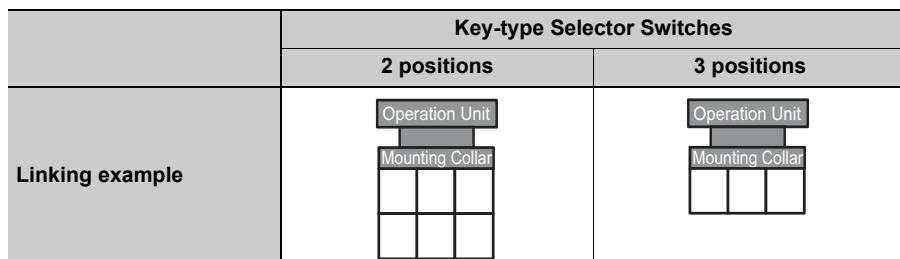 Key-type Selector Switches
2 positions 3 positions
Linking example
Operation Unit
Mounting Collar
Operation Unit
Mounting Collar